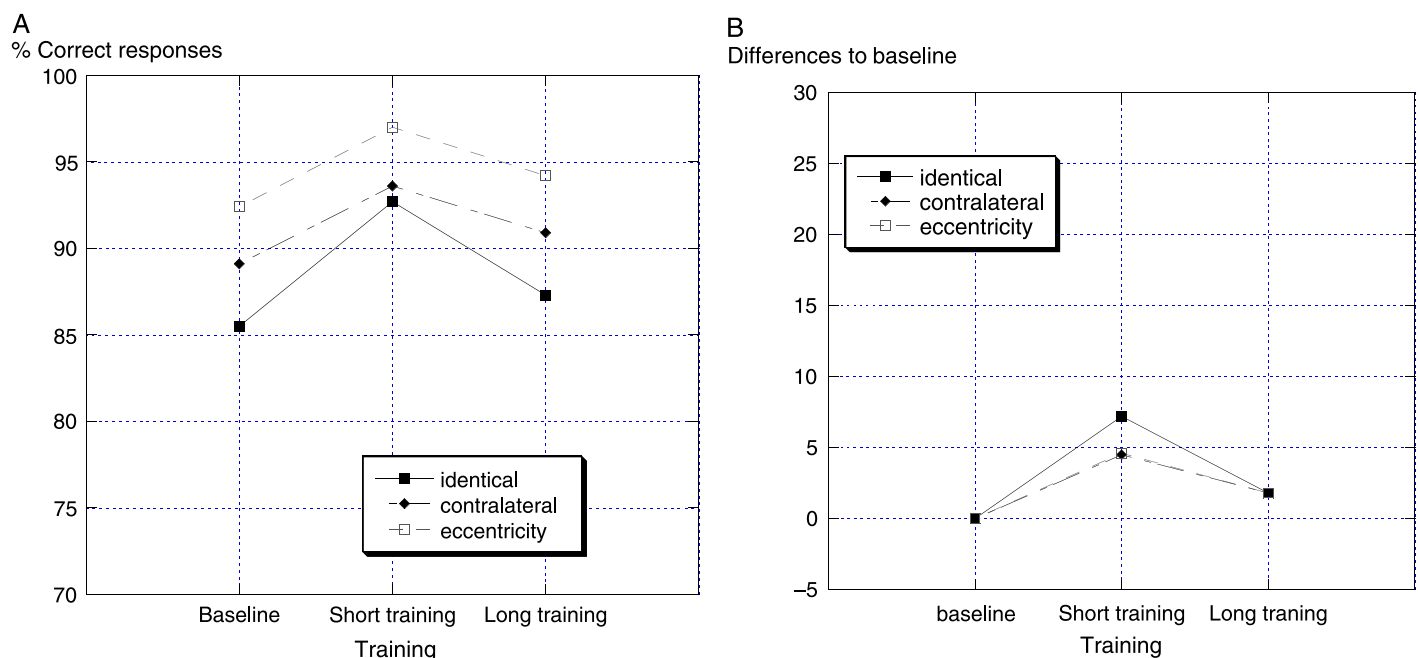 A
% Correct responses
100
95
90
85
80
75
70
identical
contralateral
eccentricity
Baseline
Short training
Long training
Training
B
Differences to baseline
30
25
20
15
10
5
0
–5
identical
contralateral
eccentricity
baseline
Short training
Long traning
Training